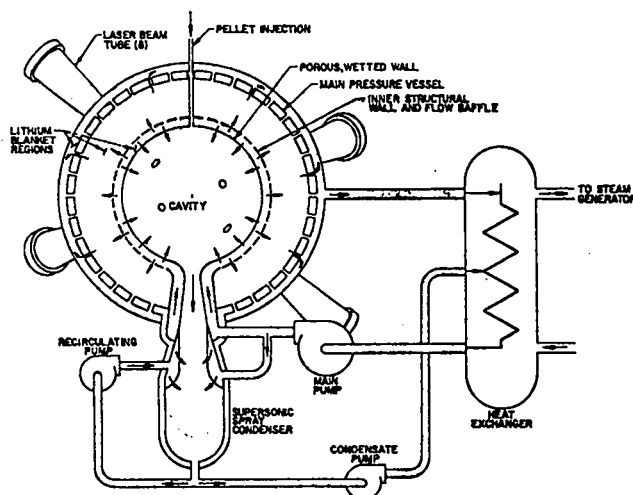 LASER BEAM
TUBE (8)
PELLET INJECTION
POROUS, WETTED WALL
MAIN PRESSURE VESSEL
INNER STRUCTURAL
WALL AND FLOW BAFFLE
LITHIUM
BLANKET
REGIONS
CAVITY
TO STEAM
GENERATOR
RECIRCULATING
PUMP
MAIN
PUMP
SUPERSONIC
SPRAY
CONDENSER
HEAT
EXCHANGER
CONDENSATE
PUMP